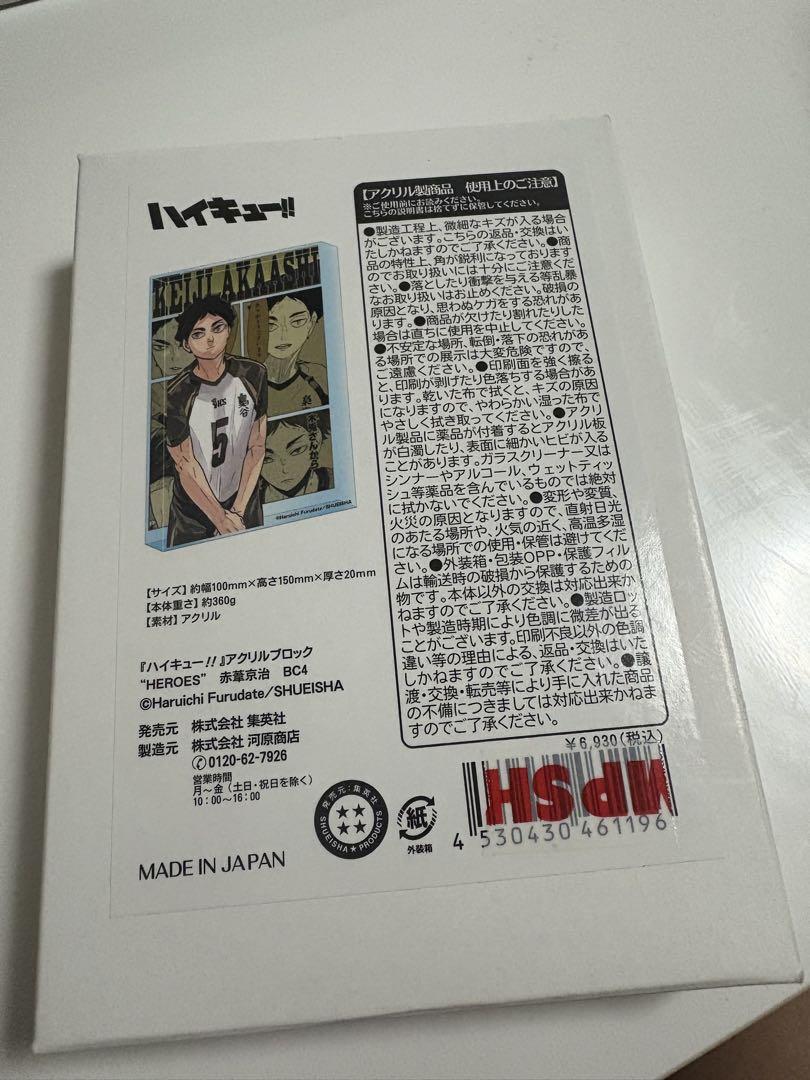 ハイキュー!!
KEIJI AKAASHI
梟谷
5
木兎さんから
©Haruichi Furudate/SHUEISHA
【サイズ】約幅100mm×高さ150mm×厚さ20mm
【本体重さ】約360g
【素材】アクリル
『ハイキュー!!』アクリルブロック
“HEROES” 赤葦京治 BC4
©Haruichi Furudate/SHUEISHA
発売元 株式会社 集英社
製造元 株式会社 河原商店
0120-62-7926
営業時間
月～金（土日・祝日を除く）
10:00～16:00
MADE IN JAPAN
【アクリル製商品 使用上のご注意】
※ご使用前にお読みください。
こちらの説明書は捨てずに保管してください。
●製造工程上、微細なキズが入る場合
がございます。こちらの返品・交換はい
たしかねますのでご了承ください。●商
品の特性上、角が鋭利になっております
のでお取り扱いには十分にご注意くださ
い。●落としたり衝撃を与える等乱暴
なお取り扱いはお止めください。破損の
原因となり、思わぬケガをする恐れがあ
ります。●商品が欠けたり割れたりした
場合は直ちに使用を中止してください。
●不安定な場所、転倒・落下の恐れがあ
る場所での展示は大変危険ですので、
ご遠慮ください。●印刷面を強く擦る
と、印刷が剥げたり色落ちする場合があ
ります。乾いた布で拭くと、キズの原因
になりますので、やわらかい湿った布で
やさしく拭き取ってください。●アクリ
ル製品に薬品が付着するとアクリル板
が白濁したり、表面に細かいヒビが入る
ことがあります。ガラスクリーナー又は
シンナーやアルコール、ウェットティッ
シュ等薬品を含んでいるものでは絶対
に拭かないでください。●変形や変質、
火災の原因となりますので、直射日光
のあたる場所や、火気の近く、高温多湿
になる場所での使用・保管は避けてくだ
さい。●外装箱・包装OPP・保護フィル
ムは輸送時の破損から保護するための
物です。本体以外の交換は対応出来か
ねますのでご了承ください。●製造ロッ
トや製造時期により色調に微差が出る
ことがございます。印刷不良以外の色調
違い等の理由による、返品・交換はいた
しかねますのでご了承ください。●譲
渡・交換・転売等により手に入れた商品
の不備につきましては対応出来かねま
すのでご了承ください。
￥6,930(税込)
MP SH
4 530430 461196
発売元:集英社
SHUEISHA★PRODUCTS
紙
外装箱